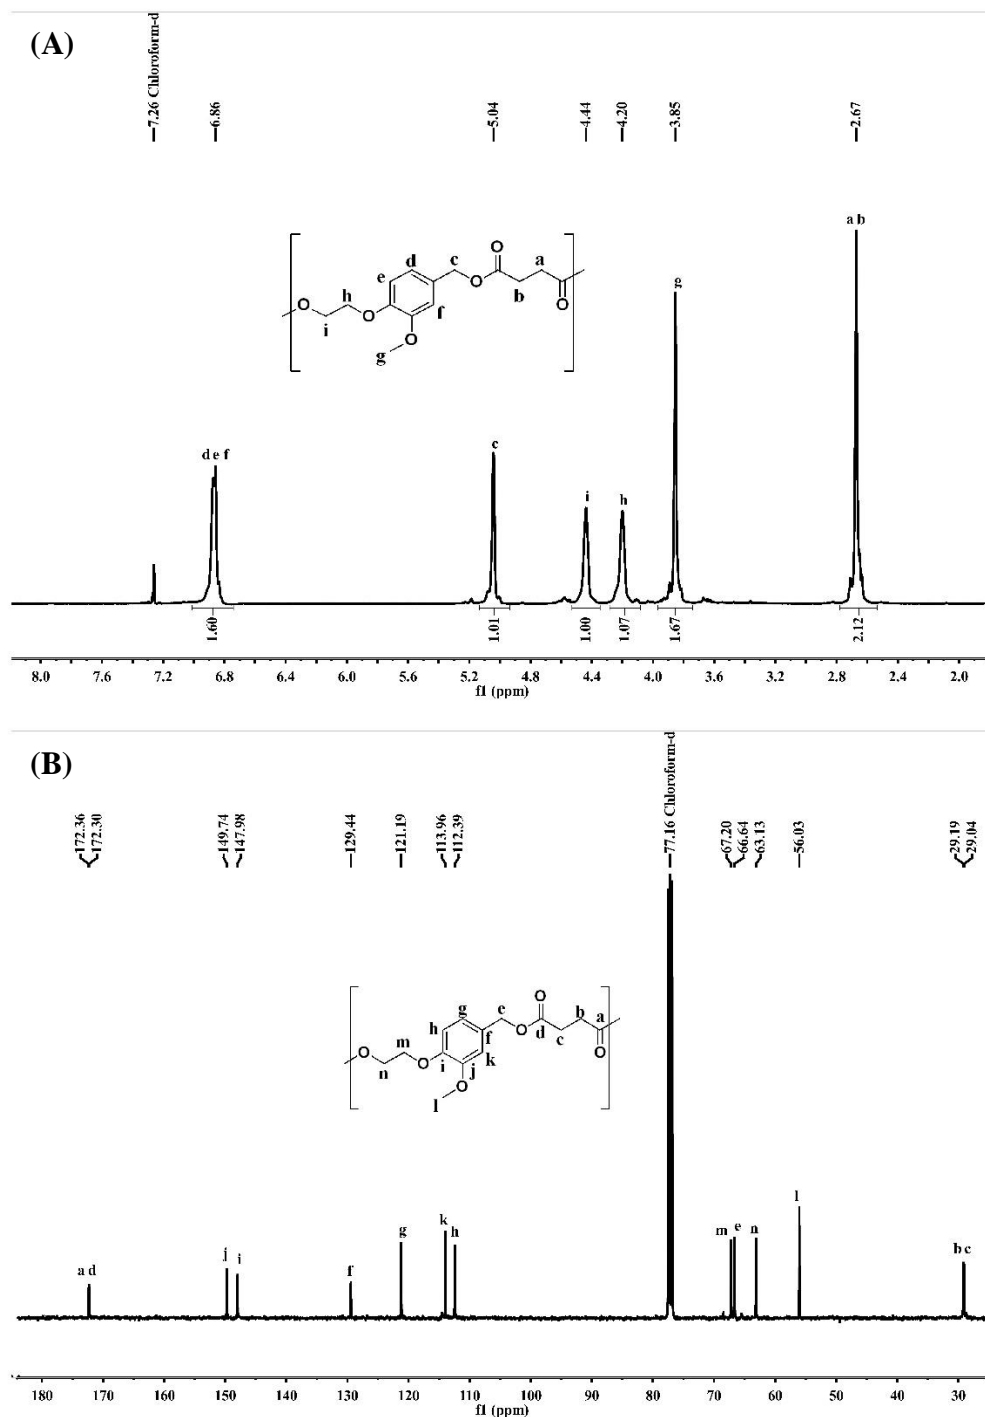 (A)
7.26 Chloroform-d
6.86
5.04
4.44
4.20
3.85
2.67
a b
g
O
c
a
d
e
O
b
O
h
O
f
i
O
O
g
d e f
c
i
h
1.60
1.01
1.00
1.07
1.67
2.12
8.0 7.6 7.2 6.8 6.4 6.0 5.6 5.2 4.8 4.4 4.0 3.6 3.2 2.8 2.4 2.0
f1 (ppm)
(B)
172.36
172.30
149.74
147.98
129.44
121.19
113.96
112.39
77.16 Chloroform-d
67.20
66.64
63.13
56.03
29.19
29.04
O
e
b
g
h
a
O
d
c
f
m
O
O
k
n
O
i
j
O
l
l
g
k
h
m
e
n
j
i
f
a d
b c
180 170 160 150 140 130 120 110 100 90 80 70 60 50 40 30
f1 (ppm)